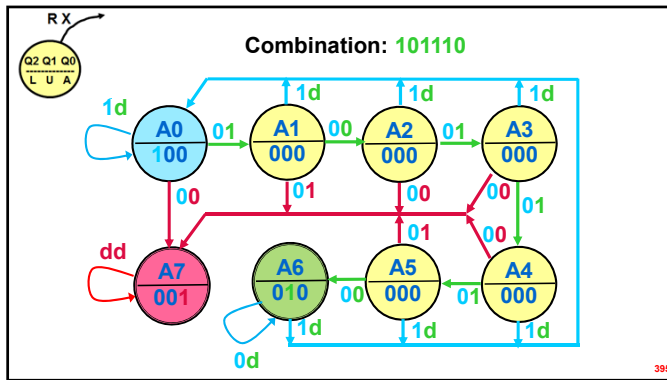 R X
Q2 Q1 Q0
L U A
Combination: 101110
1d 1d 1d 1d
A0 01 A1 00 A2 01 A3
100 000 000 000
00 01 00 00 01
01 00
dd
A7 A6 A5 A4
001 010 00 000 01 000
0d 1d 1d 1d
398